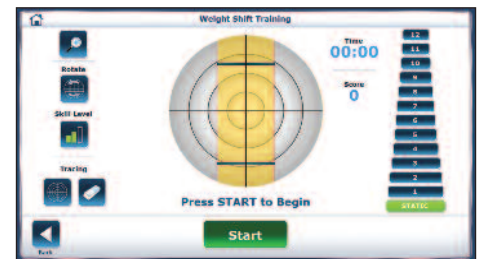 Weight Shift Training
Time
00:00
Score
0
Rotate
Skill Level
Tracing
12
11
10
9
8
7
6
5
4
3
2
1
STATIC
Press START to Begin
Back
Start